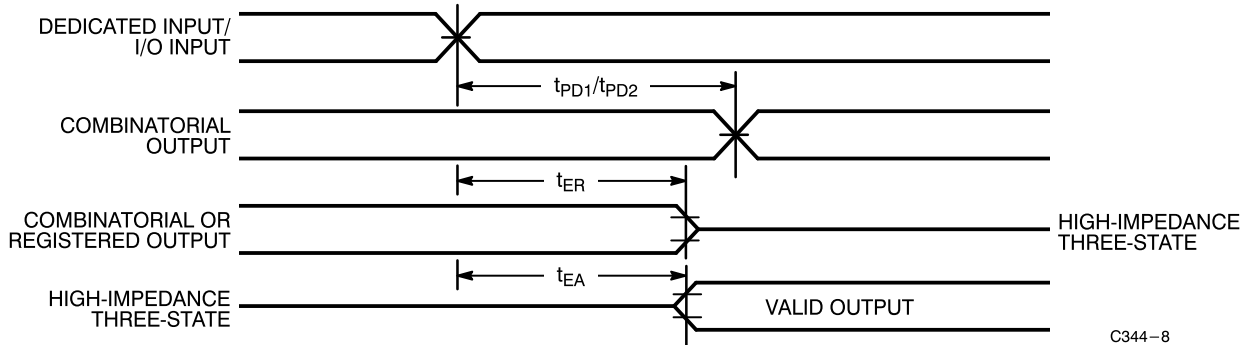 DEDICATED INPUT/
I/O INPUT
tPD1/tPD2
COMBINATORIAL
OUTPUT
tER
COMBINATORIAL OR
REGISTERED OUTPUT
HIGH-IMPEDANCE
THREE-STATE
tEA
HIGH-IMPEDANCE
THREE-STATE
VALID OUTPUT
C344-8